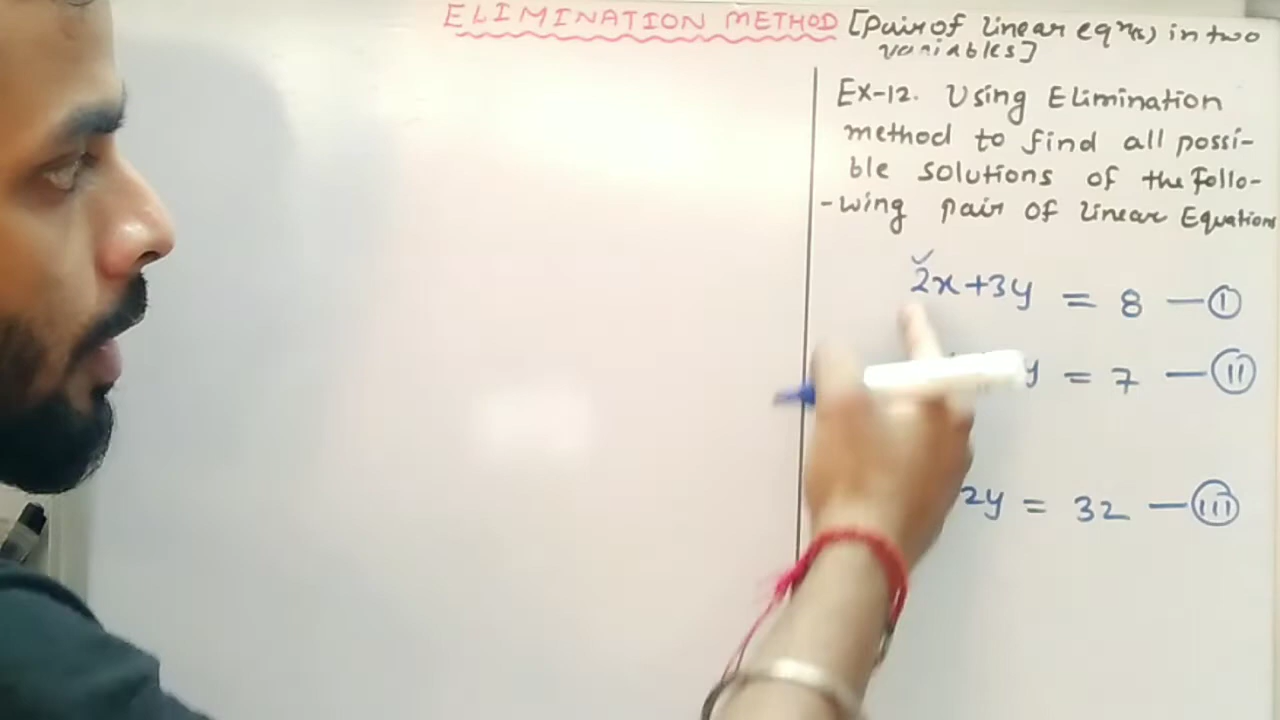 ELIMINATION METHOD [Pair of linear eqn(s) in two
variables]
Ex-12. Using Elimination
method to find all possi-
ble solutions of the follo-
-wing pair of linear Equations
2x+3y = 8 —(I)
y = 7 —(II)
2y = 32 —(III)